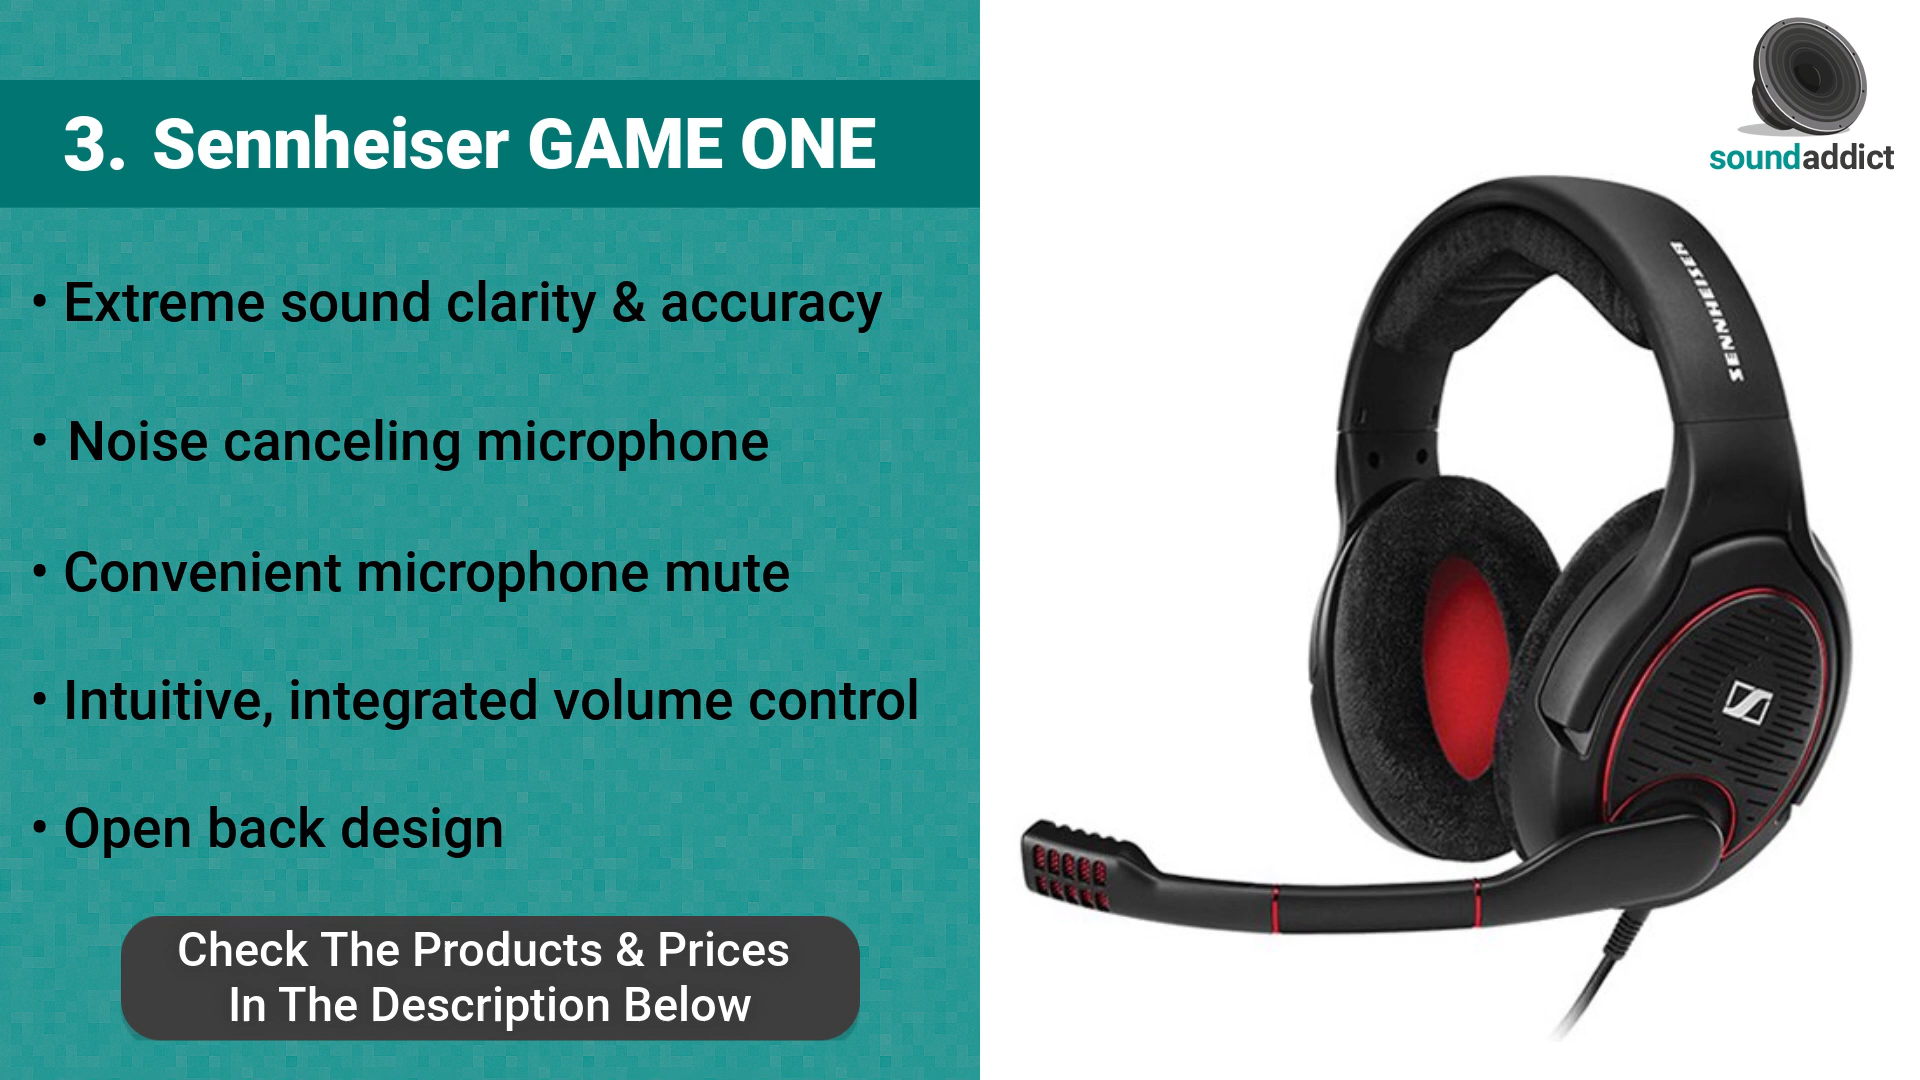 3. Sennheiser GAME ONE
• Extreme sound clarity & accuracy
• Noise canceling microphone
• Convenient microphone mute
• Intuitive, integrated volume control
• Open back design
Check The Products & Prices
In The Description Below
soundaddict
SENNHEISER